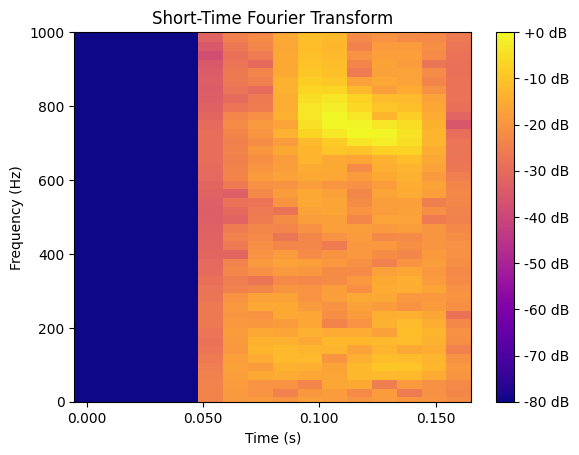 Short-Time Fourier Transform
1000
800
600
400
200
0
Frequency (Hz)
0.000
0.050
0.100
0.150
Time (s)
+0 dB
-10 dB
-20 dB
-30 dB
-40 dB
-50 dB
-60 dB
-70 dB
-80 dB